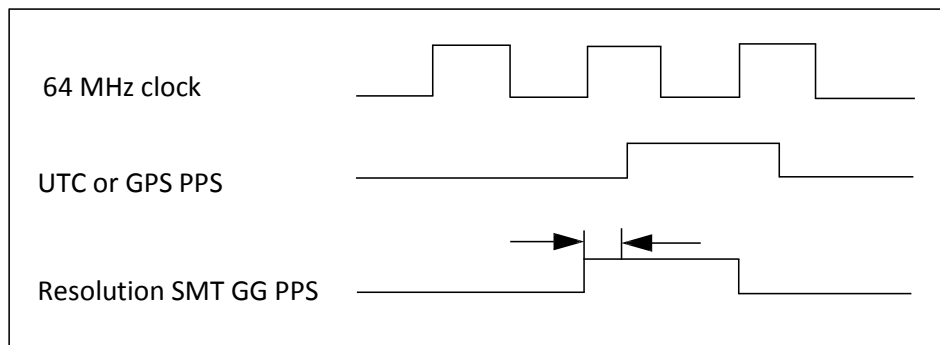 64 MHz clock
UTC or GPS PPS
Resolution SMT GG PPS